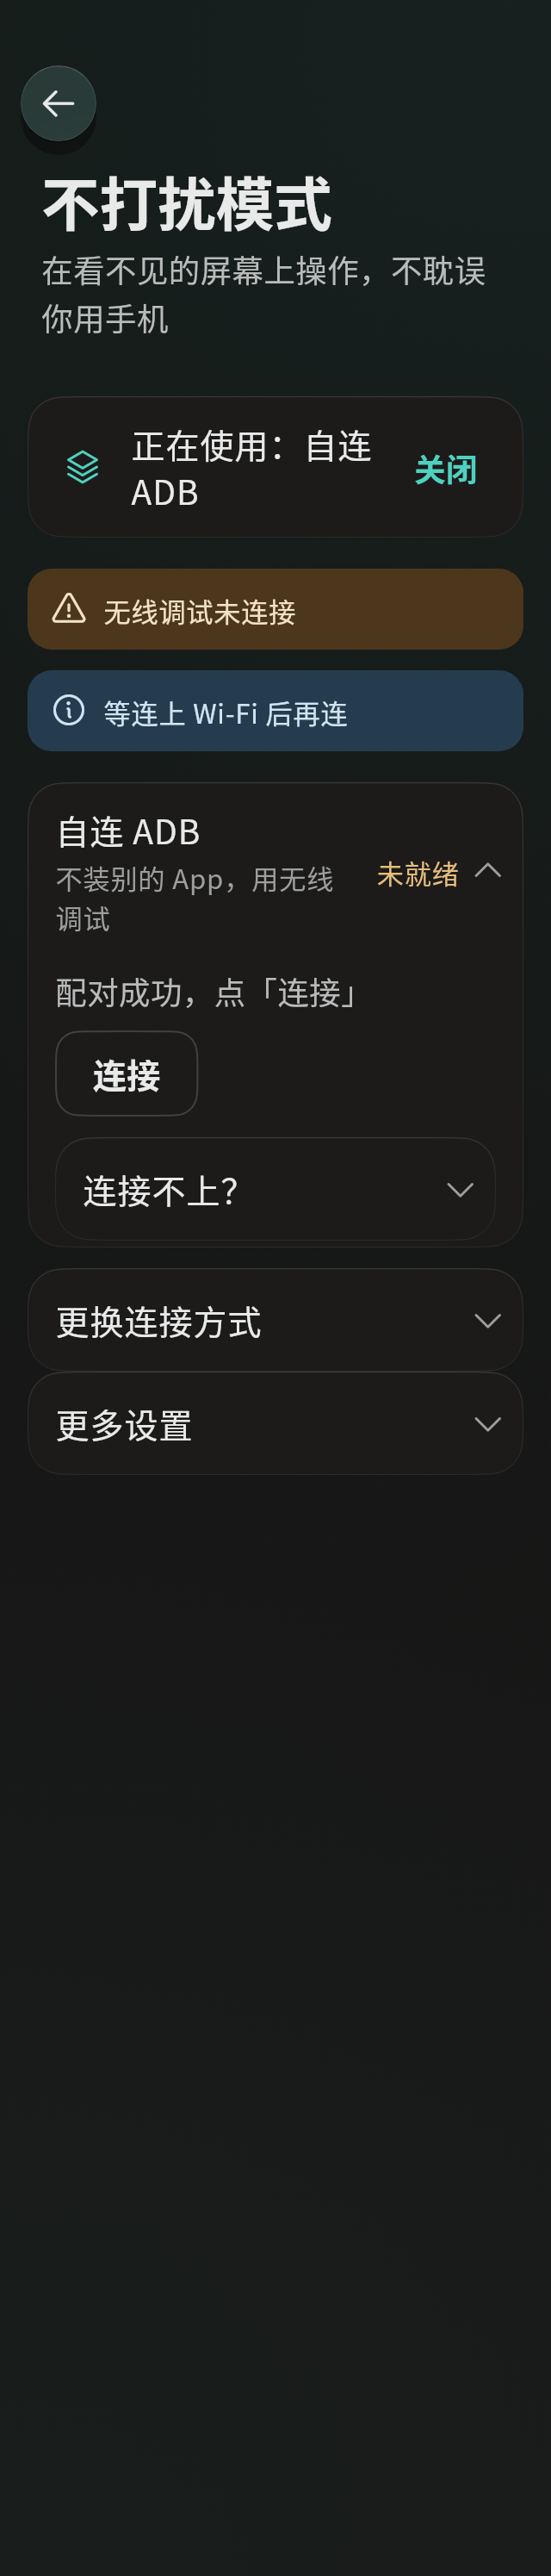 不打扰模式
在看不见的屏幕上操作，不耽误
你用手机
正在使用：自连
ADB
关闭
无线调试未连接
等连上 Wi-Fi 后再连
自连 ADB
不装别的 App，用无线
调试
未就绪
配对成功，点「连接」
连接
连接不上？
更换连接方式
更多设置